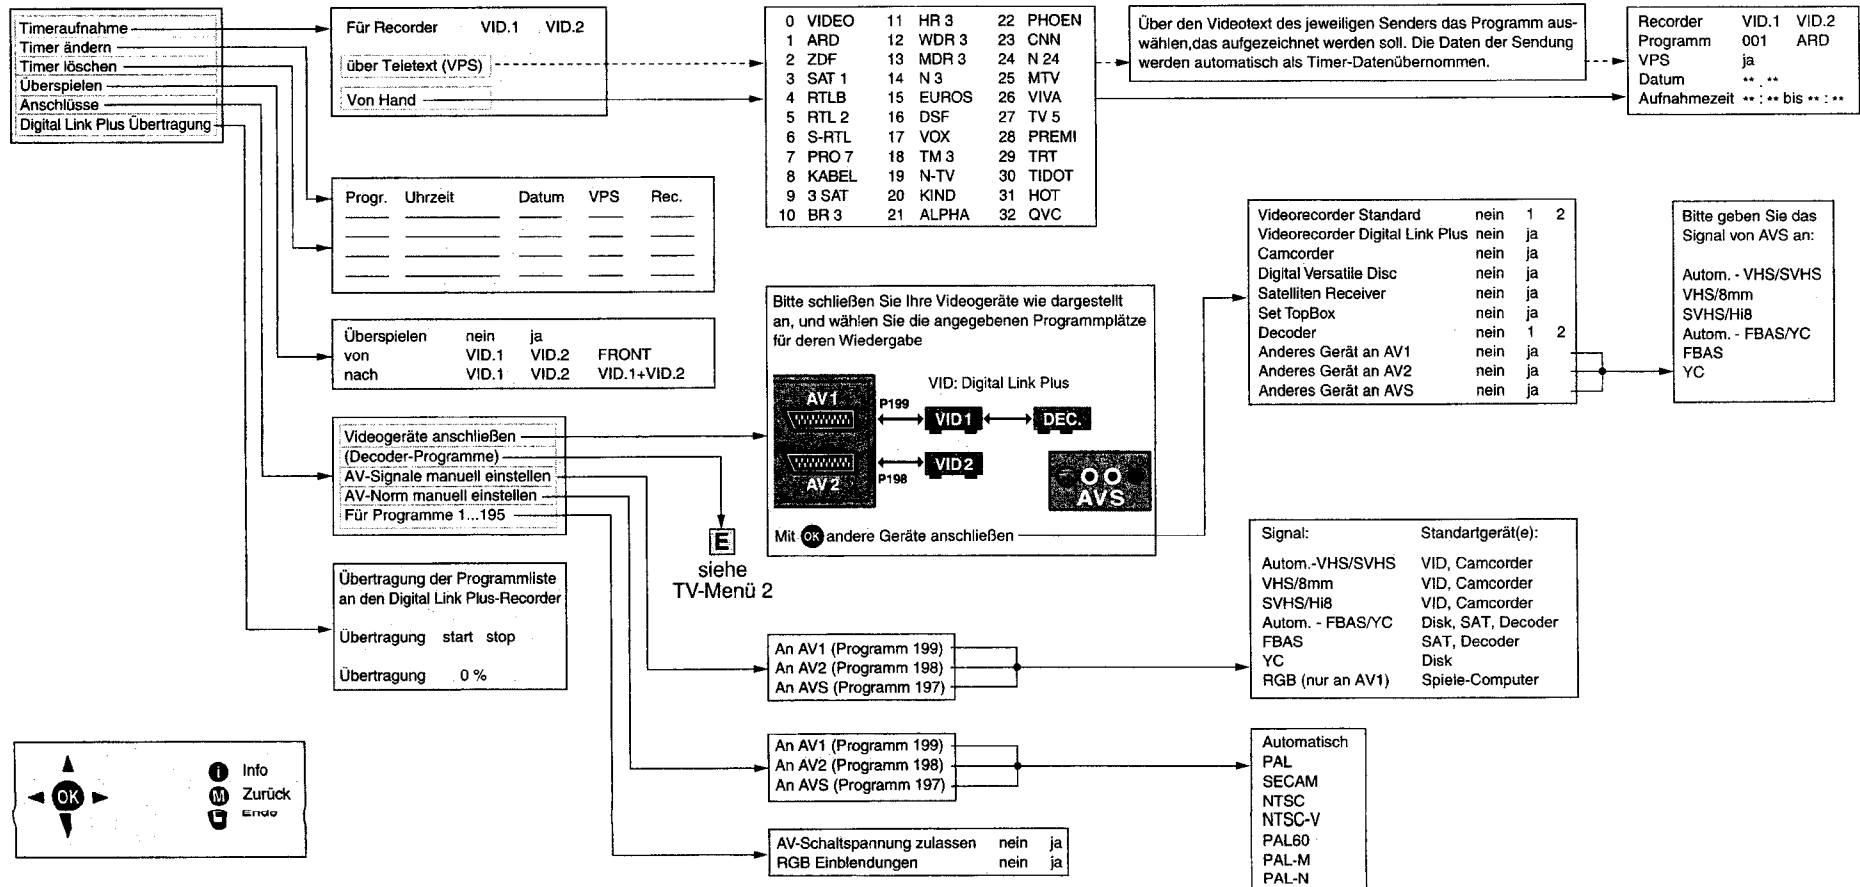 Timeraufnahme
Timer ändern
Timer löschen
Überspielen
Anschlüsse
Digital Link Plus Übertragung
Für Recorder VID.1 VID.2
über Teletext (VPS)
Von Hand
0 VIDEO 11 HR 3 22 PHOEN
1 ARD 12 WDR 3 23 CNN
2 ZDF 13 MDR 3 24 N 24
3 SAT 1 14 N 3 25 MTV
4 RTLB 15 EUROS 26 VIVA
5 RTL 2 16 DSF 27 TV 5
6 S-RTL 17 VOX 28 PREMI
7 PRO 7 18 TM 3 29 TRT
8 KABEL 19 N-TV 30 TIDOT
9 3 SAT 20 KIND 31 HOT
10 BR 3 21 ALPHA 32 QVC
Über den Videotext des jeweiligen Senders das Programm aus-
wählen,das aufgezeichnet werden soll. Die Daten der Sendung
werden automatisch als Timer-Datenübernommen.
Recorder VID.1 VID.2
Programm 001 ARD
VPS ja
Datum ** . **
Aufnahmezeit ** : ** bis ** : **
Progr. Uhrzeit Datum VPS Rec.
Überspielen nein ja
von VID.1 VID.2 FRONT
nach VID.1 VID.2 VID.1+VID.2
Videogeräte anschließen
(Decoder-Programme)
AV-Signale manuell einstellen
AV-Norm manuell einstellen
Für Programme 1...195
E
siehe
TV-Menü 2
Übertragung der Programmliste
an den Digital Link Plus-Recorder
Übertragung start stop
Übertragung 0 %
Bitte schließen Sie Ihre Videogeräte wie dargestellt
an, und wählen Sie die angegebenen Programmplätze
für deren Wiedergabe
VID: Digital Link Plus
AV1
P199
VID1
DEC.
AV2
P198
VID2
AVS
Mit OK andere Geräte anschließen
Videorecorder Standard nein 1 2
Videorecorder Digital Link Plus nein ja
Camcorder nein ja
Digital Versatile Disc nein ja
Satelliten Receiver nein ja
Set TopBox nein ja
Decoder nein 1 2
Anderes Gerät an AV1 nein ja
Anderes Gerät an AV2 nein ja
Anderes Gerät an AVS nein ja
Bitte geben Sie das
Signal von AVS an:
Autom. - VHS/SVHS
VHS/8mm
SVHS/Hi8
Autom. - FBAS/YC
FBAS
YC
Signal: Standartgerät(e):
Autom.-VHS/SVHS VID, Camcorder
VHS/8mm VID, Camcorder
SVHS/Hi8 VID, Camcorder
Autom. - FBAS/YC Disk, SAT, Decoder
FBAS SAT, Decoder
YC Disk
RGB (nur an AV1) Spiele-Computer
An AV1 (Programm 199)
An AV2 (Programm 198)
An AVS (Programm 197)
An AV1 (Programm 199)
An AV2 (Programm 198)
An AVS (Programm 197)
Automatisch
PAL
SECAM
NTSC
NTSC-V
PAL60
PAL-M
PAL-N
AV-Schaltspannung zulassen nein ja
RGB Einblendungen nein ja
OK
i Info
M Zurück
Ende